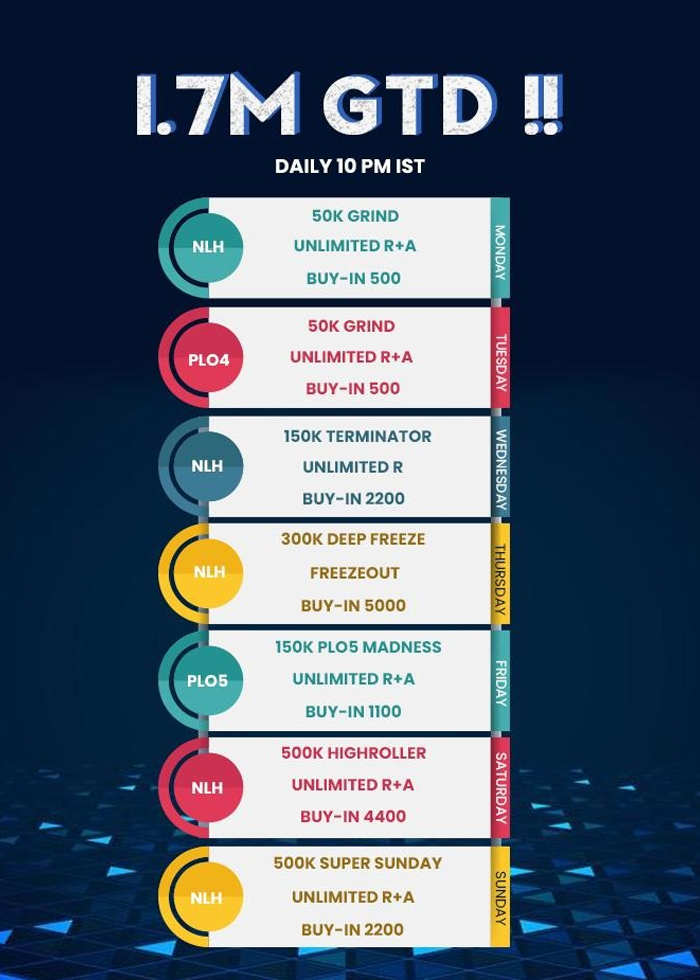 1.7M GTD !!
DAILY 10 PM IST
NLH
50K GRIND
UNLIMITED R+A
BUY-IN 500
MONDAY
PLO4
50K GRIND
UNLIMITED R+A
BUY-IN 500
TUESDAY
NLH
150K TERMINATOR
UNLIMITED R
BUY-IN 2200
WEDNESDAY
NLH
300K DEEP FREEZE
FREEZEOUT
BUY-IN 5000
THURSDAY
PLO5
150K PLO5 MADNESS
UNLIMITED R+A
BUY-IN 1100
FRIDAY
NLH
500K HIGHROLLER
UNLIMITED R+A
BUY-IN 4400
SATURDAY
NLH
500K SUPER SUNDAY
UNLIMITED R+A
BUY-IN 2200
SUNDAY